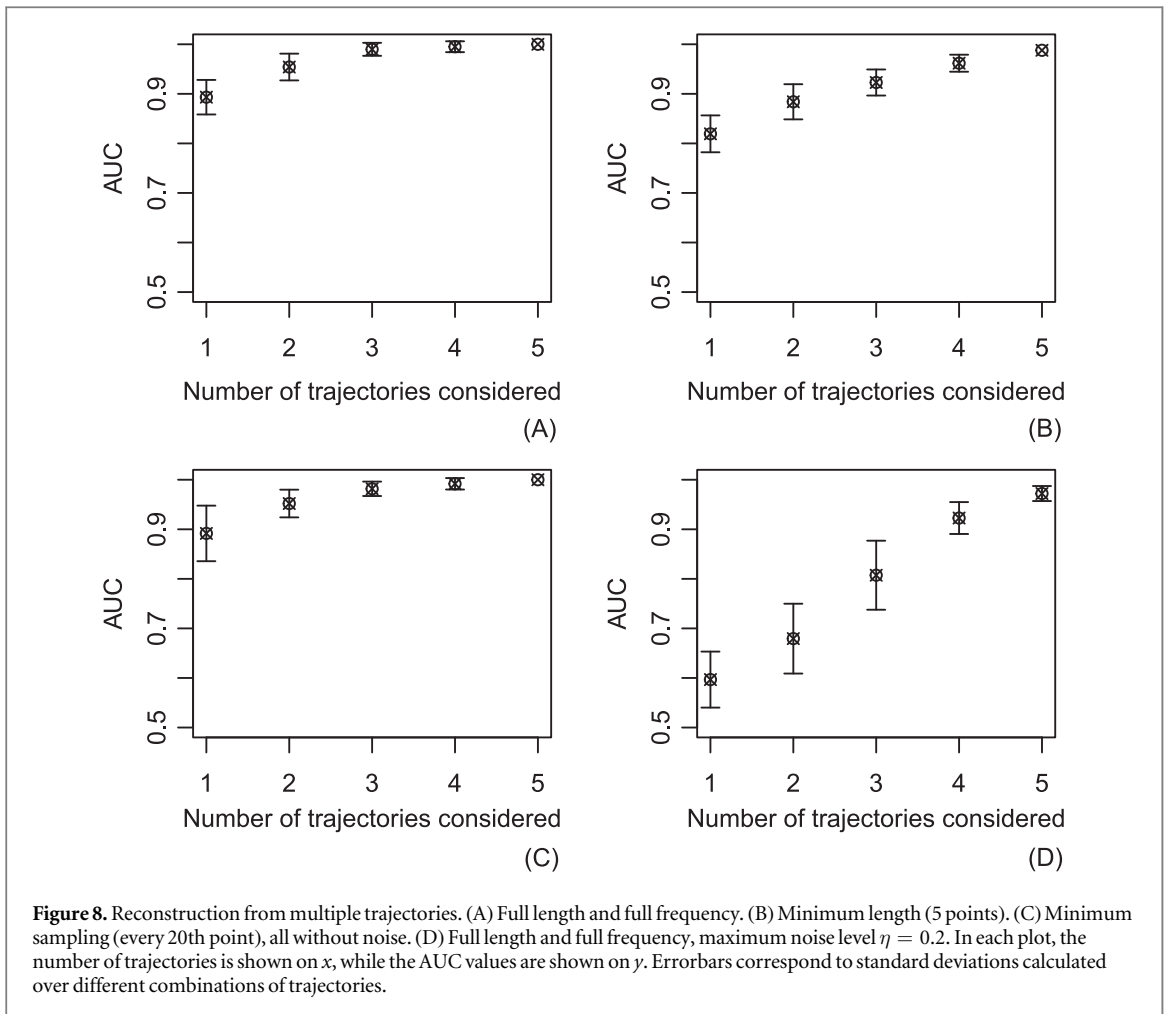 AUC
0.9
0.7
0.5
1 2 3 4 5
Number of trajectories considered
(A)
AUC
0.9
0.7
0.5
1 2 3 4 5
Number of trajectories considered
(B)
AUC
0.9
0.7
0.5
1 2 3 4 5
Number of trajectories considered
(C)
AUC
0.9
0.7
0.5
1 2 3 4 5
Number of trajectories considered
(D)
Figure 8. Reconstruction from multiple trajectories. (A) Full length and full frequency. (B) Minimum length (5 points). (C) Minimum
sampling (every 20th point), all without noise. (D) Full length and full frequency, maximum noise level η = 0.2. In each plot, the
number of trajectories is shown on x, while the AUC values are shown on y. Errorbars correspond to standard deviations calculated
over different combinations of trajectories.